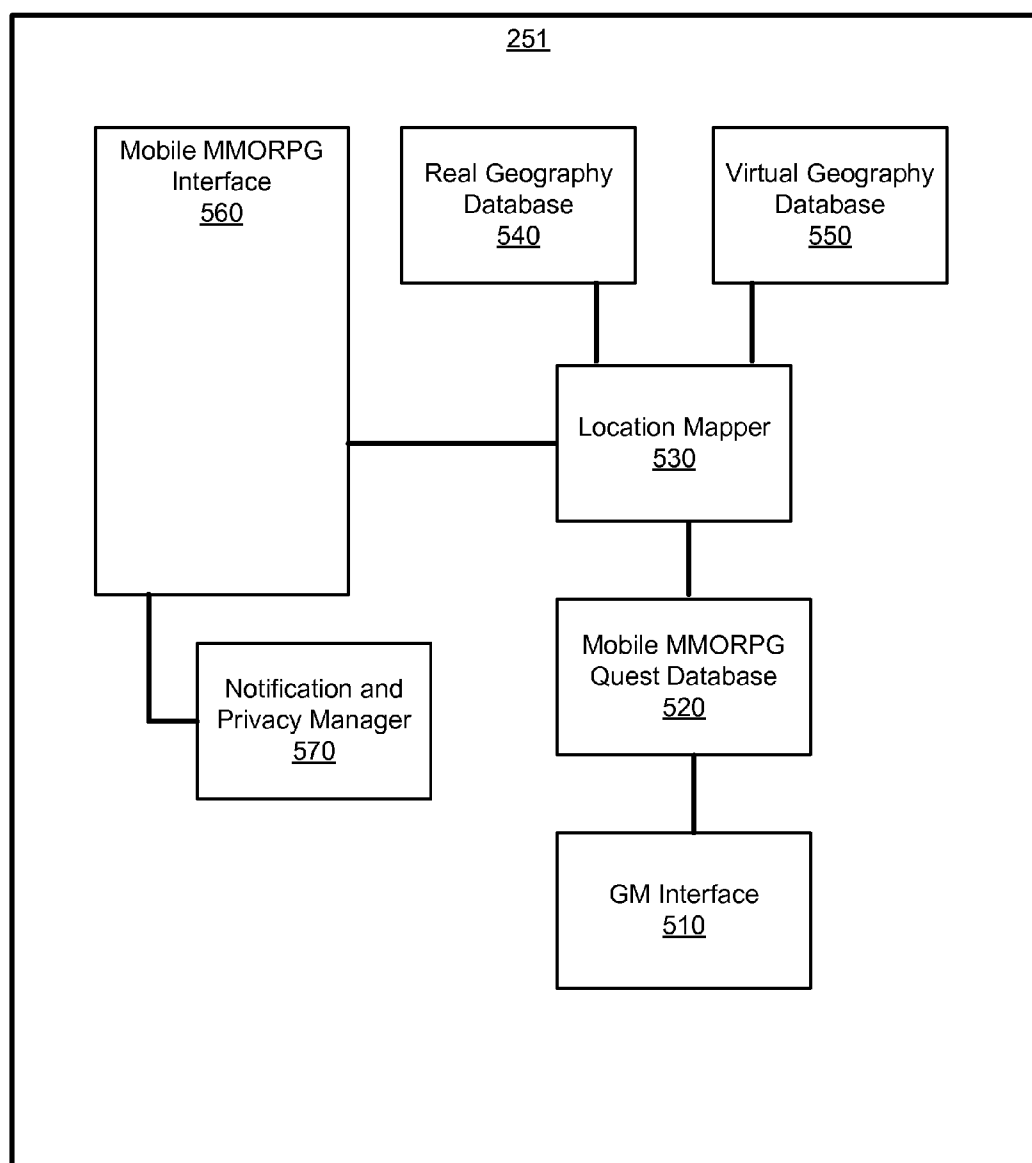 251
Mobile MMORPG
Interface
560
Real Geography
Database
540
Virtual Geography
Database
550
Location Mapper
530
Mobile MMORPG
Quest Database
520
Notification and
Privacy Manager
570
GM Interface
510